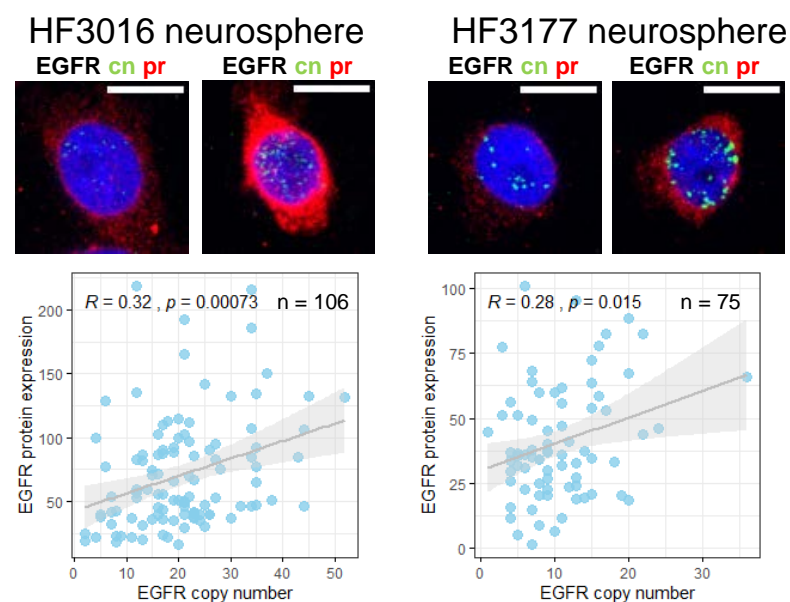 HF3016 neurosphere
EGFR cn pr
EGFR cn pr
R = 0.32 , p = 0.00073
n = 106
200
150
100
50
EGFR protein expression
0
10
20
30
40
50
EGFR copy number
HF3177 neurosphere
EGFR cn pr
EGFR cn pr
R = 0.28 , p = 0.015
n = 75
100
75
50
25
0
EGFR protein expression
0
10
20
30
EGFR copy number